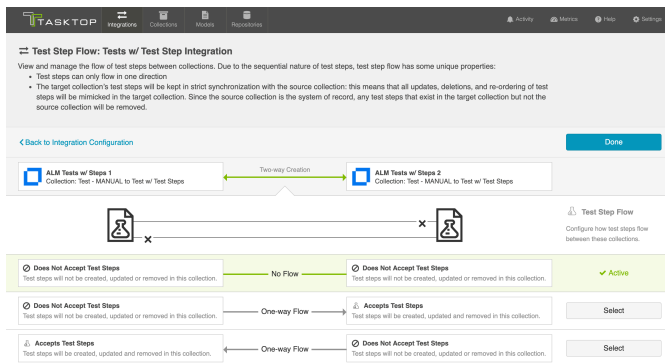 TASKTOP
Integrations
Collections
Models
Repositories
Activity
Metrics
Help
Settings
Test Step Flow: Tests w/ Test Step Integration
View and manage the flow of test steps between collections. Due to the sequential nature of test steps, test step flow has some unique properties:
• Test steps can only flow in one direction
• The target collection's test steps will be kept in strict synchronization with the source collection: this means that all updates, deletions, and re-ordering of test
steps will be mimicked in the target collection. Since the source collection is the system of record, any test steps that exist in the target collection but not the
source collection will be removed.
Back to Integration Configuration
Done
ALM Tests w/ Steps 1
Collection: Test - MANUAL to Test w/ Test Steps
Two-way Creation
ALM Tests w/ Steps 2
Collection: Test - MANUAL to Test w/ Test Steps
Test Step Flow
Configure how test steps flow
between these collections.
Does Not Accept Test Steps
Test steps will not be created, updated or removed in this collection.
No Flow
Does Not Accept Test Steps
Test steps will not be created, updated or removed in this collection.
Active
Does Not Accept Test Steps
Test steps will not be created, updated or removed in this collection.
One-way Flow
Accepts Test Steps
Test steps will be created, updated and removed in this collection.
Select
Accepts Test Steps
Test steps will be created, updated and removed in this collection.
One-way Flow
Does Not Accept Test Steps
Test steps will not be created, updated or removed in this collection.
Select